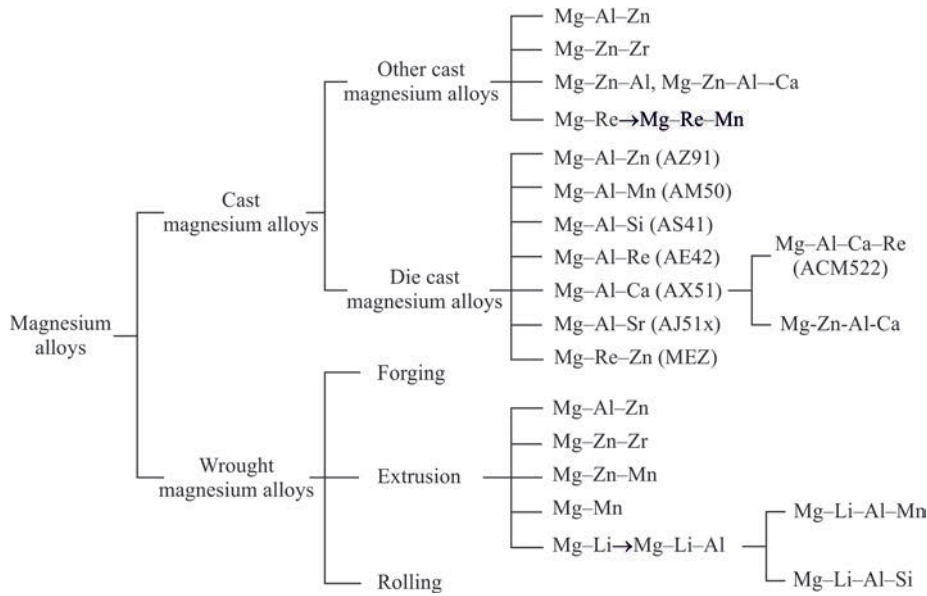 Mg–Al–Zn
Mg–Zn–Zr
Other cast
magnesium alloys
Mg–Zn–Al, Mg–Zn–Al-–Ca
Mg–Re→Mg–Re–Mn
Mg–Al–Zn (AZ91)
Mg–Al–Mn (AM50)
Cast
magnesium alloys
Mg–Al–Si (AS41)
Mg–Al–Re (AE42)
Mg–Al–Ca–Re
(ACM522)
Die cast
magnesium alloys
Mg–Al–Ca (AX51)
Mg–Al–Sr (AJ51x)
Mg-Zn-Al-Ca
Magnesium
alloys
Mg–Re–Zn (MEZ)
Forging
Mg–Al–Zn
Mg–Zn–Zr
Wrought
magnesium alloys
Extrusion
Mg–Zn–Mn
Mg–Mn
Mg–Li–Al–Mn
Mg–Li→Mg–Li–Al
Rolling
Mg–Li–Al–Si